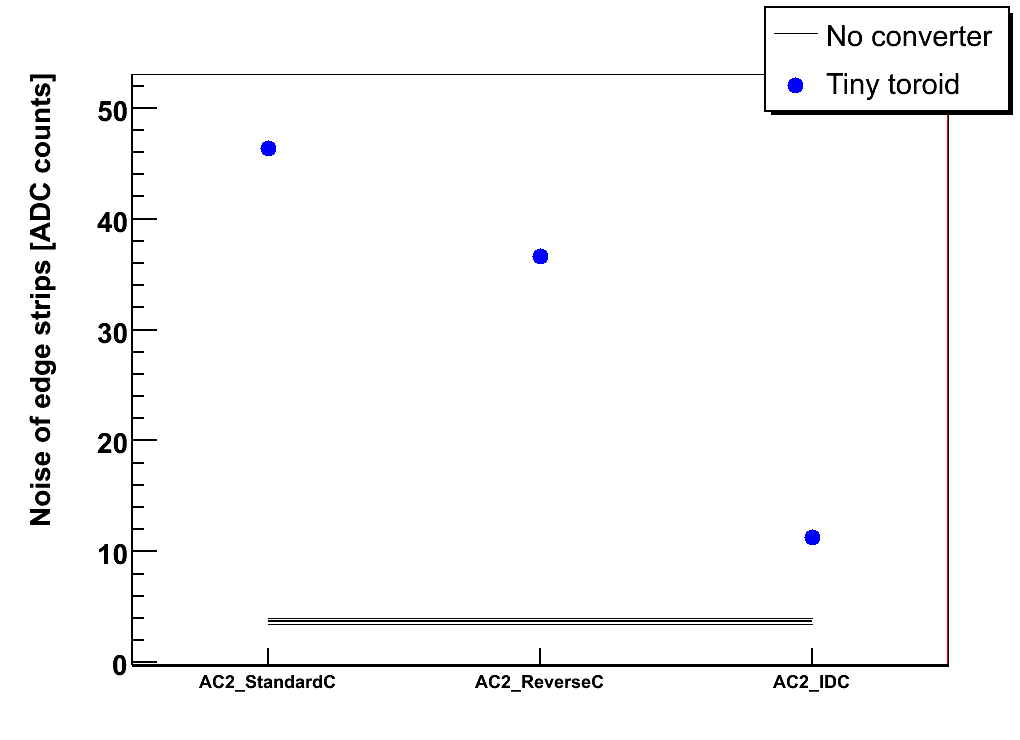 No converter
Tiny toroid
Noise of edge strips [ADC counts]
50
40
30
20
10
0
AC2_StandardC
AC2_ReverseC
AC2_IDC